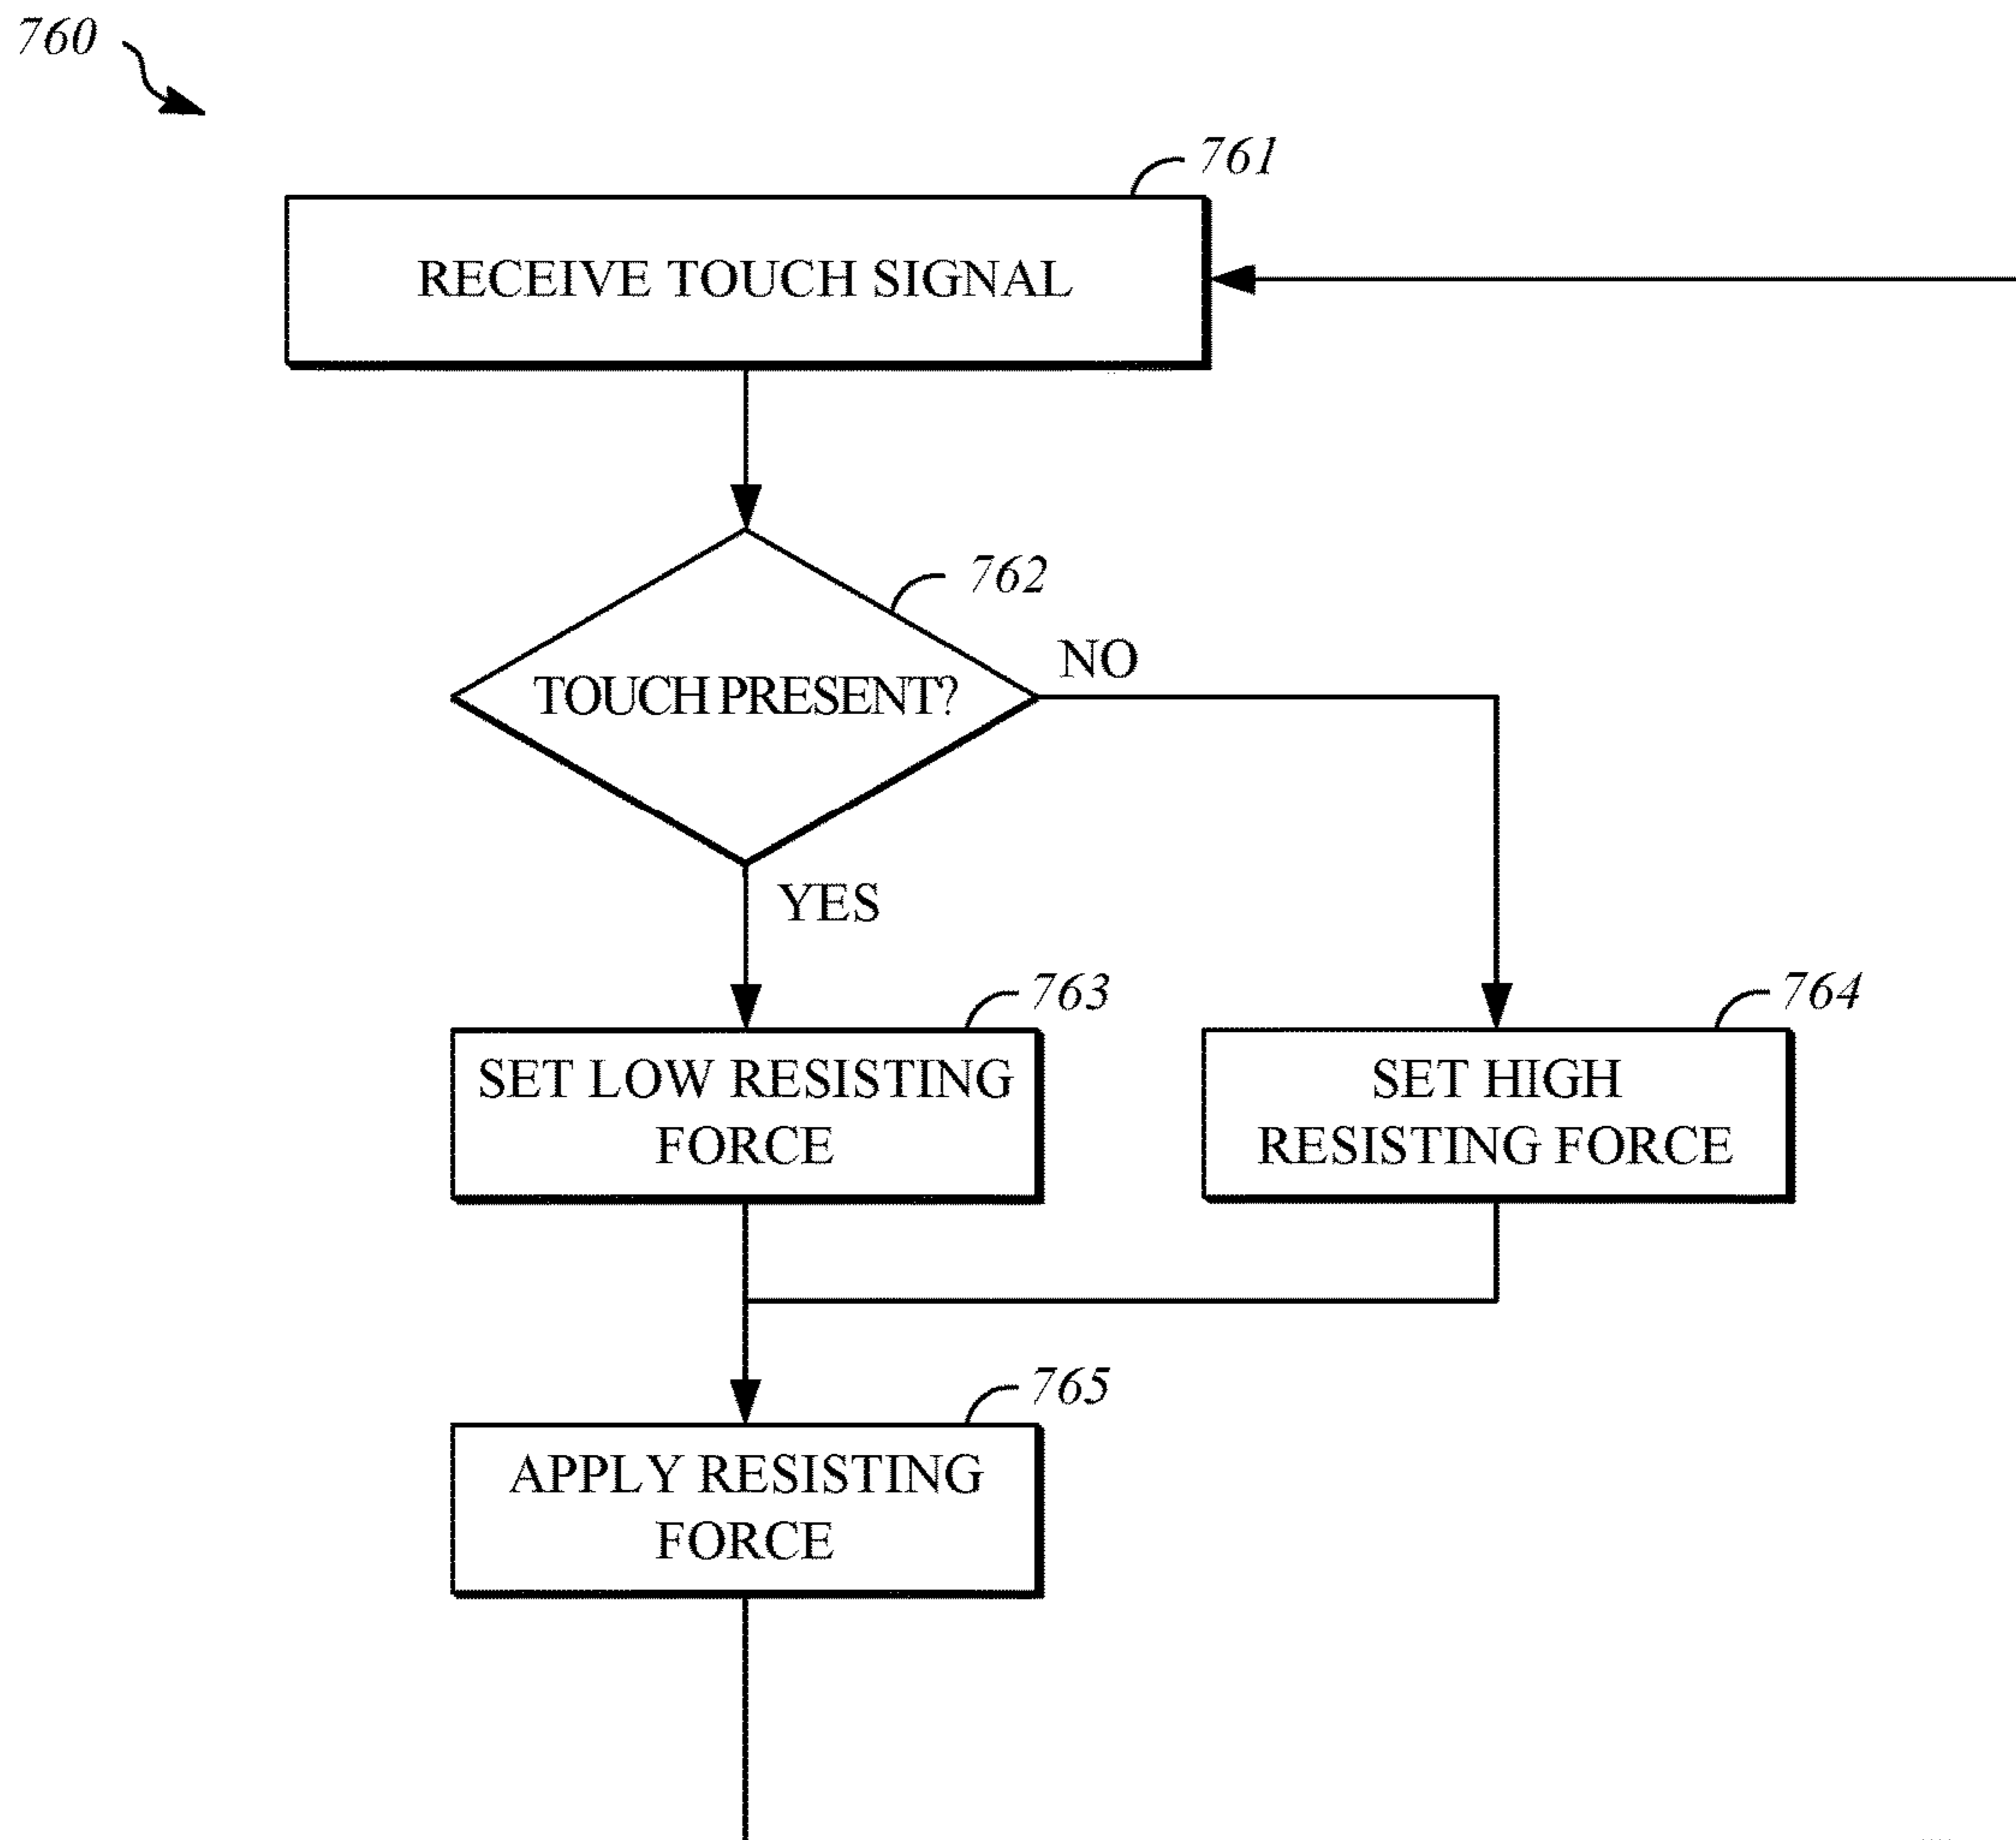 760
761
RECEIVE TOUCH SIGNAL
762
TOUCH PRESENT?
NO
YES
763
SET LOW RESISTING
FORCE
764
SET HIGH
RESISTING FORCE
765
APPLY RESISTING
FORCE